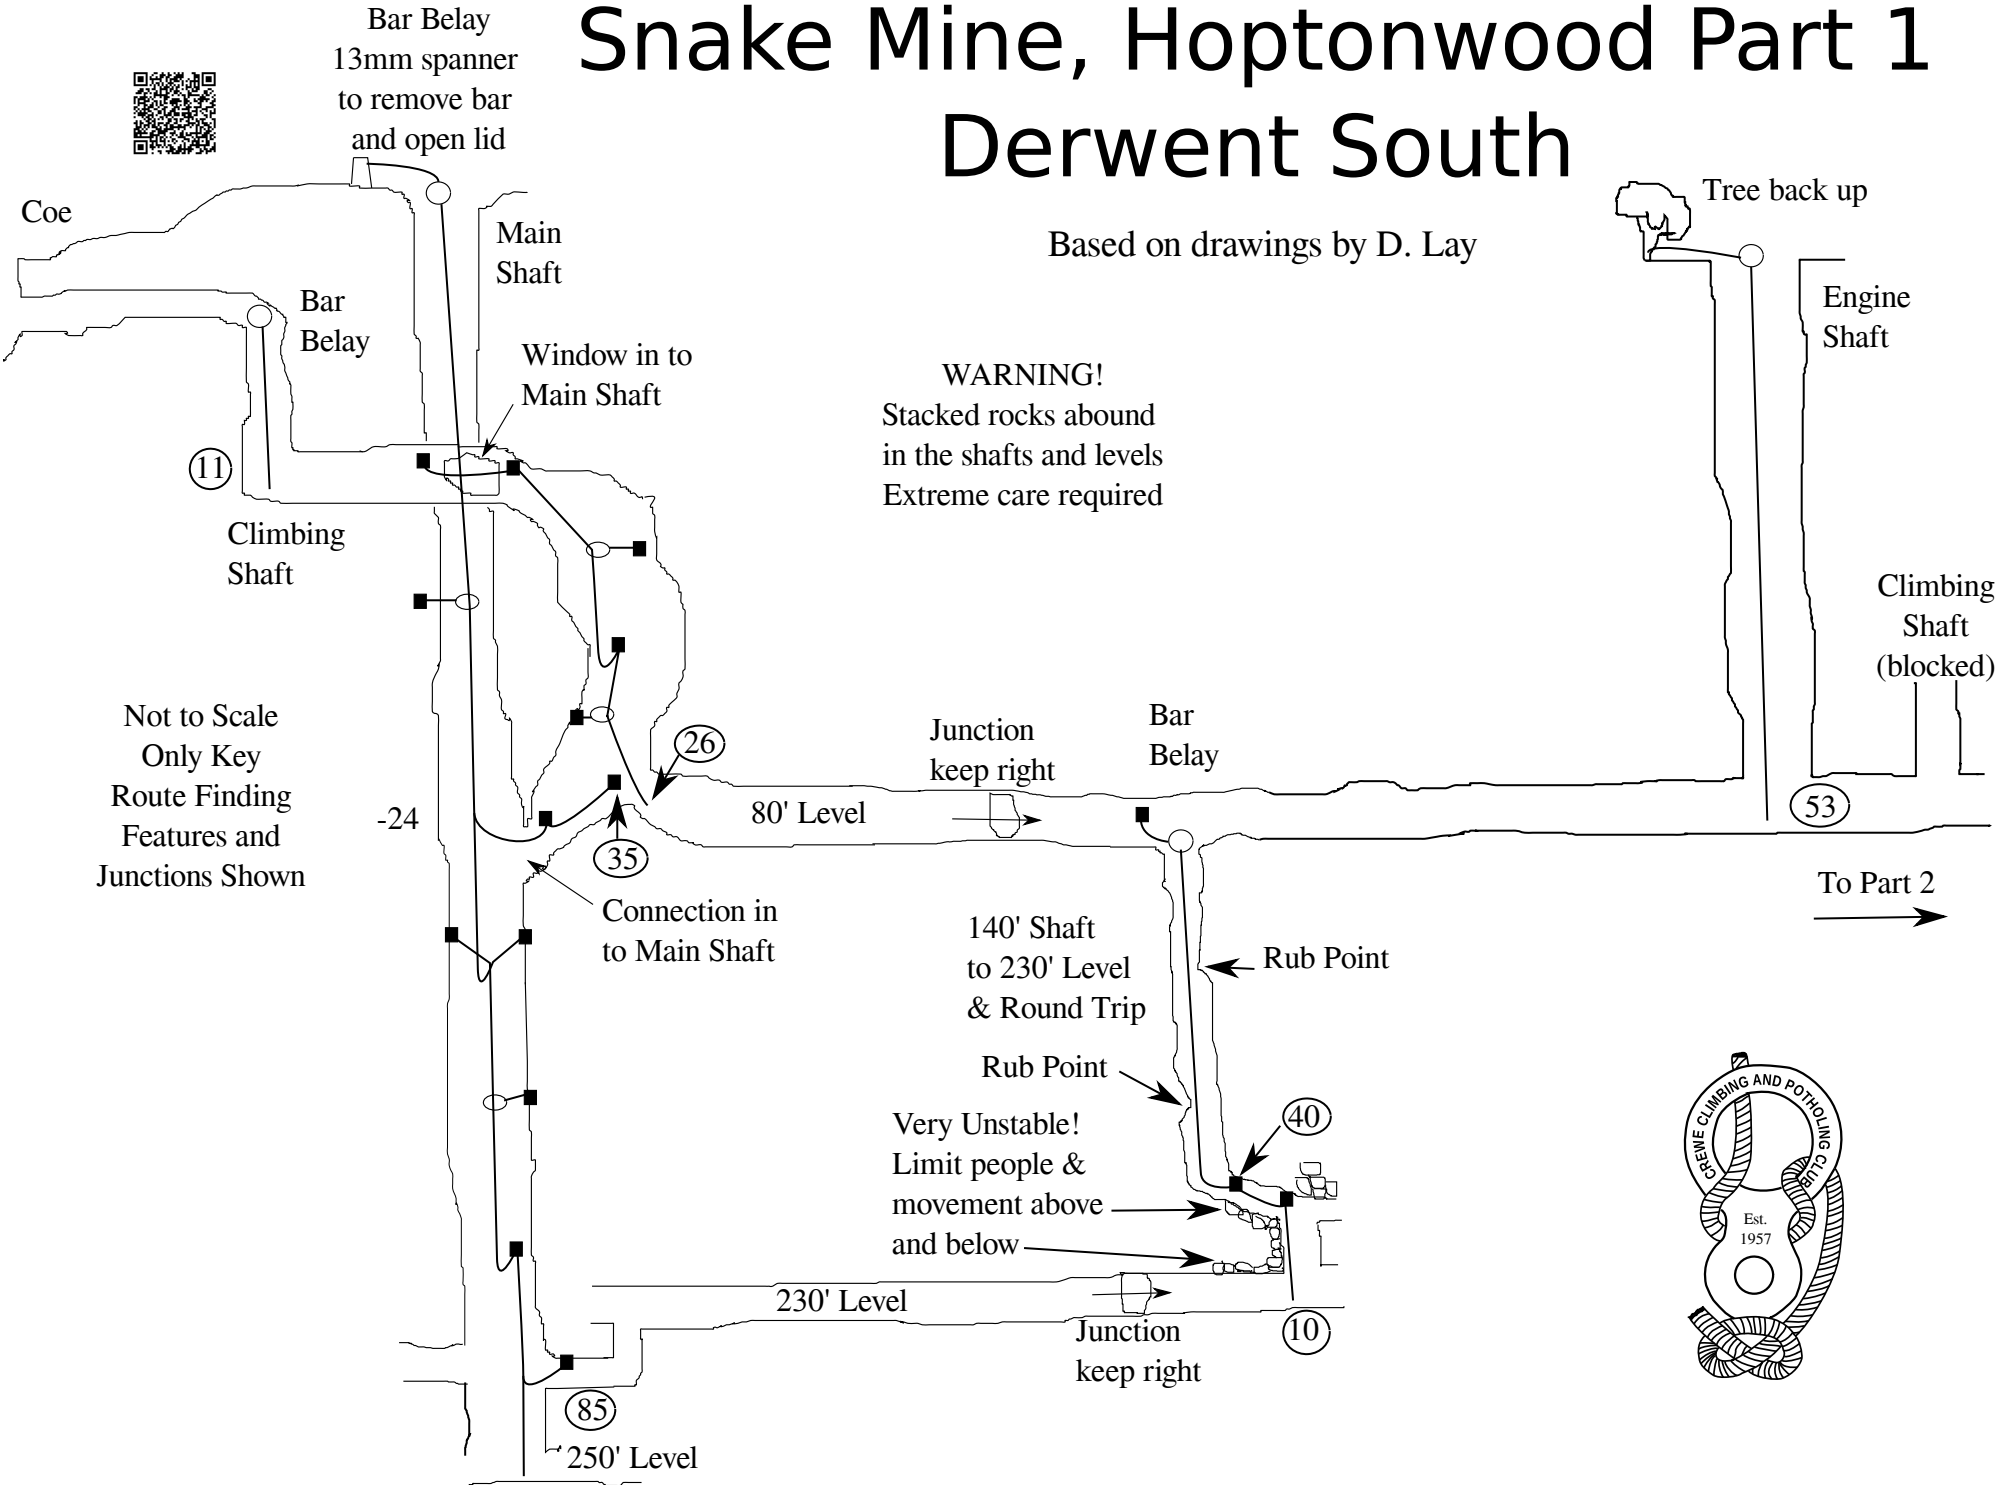 Snake Mine, Hoptonwood Part 1
Derwent South
Based on drawings by D. Lay
Bar Belay
13mm spanner
to remove bar
and open lid
Coe
Main
Shaft
Bar
Belay
Window in to
Main Shaft
11
Climbing
Shaft
WARNING!
Stacked rocks abound
in the shafts and levels
Extreme care required
Tree back up
Engine
Shaft
Climbing
Shaft
(blocked)
Not to Scale
Only Key
Route Finding
Features and
Junctions Shown
-24
26
35
80' Level
Junction
keep right
Bar
Belay
53
To Part 2
Connection in
to Main Shaft
140' Shaft
to 230' Level
& Round Trip
Rub Point
Rub Point
40
Very Unstable!
Limit people &
movement above
and below
230' Level
Junction
keep right
10
85
250' Level
CREWE CLIMBING AND POTHOLING CLUB
Est.
1957